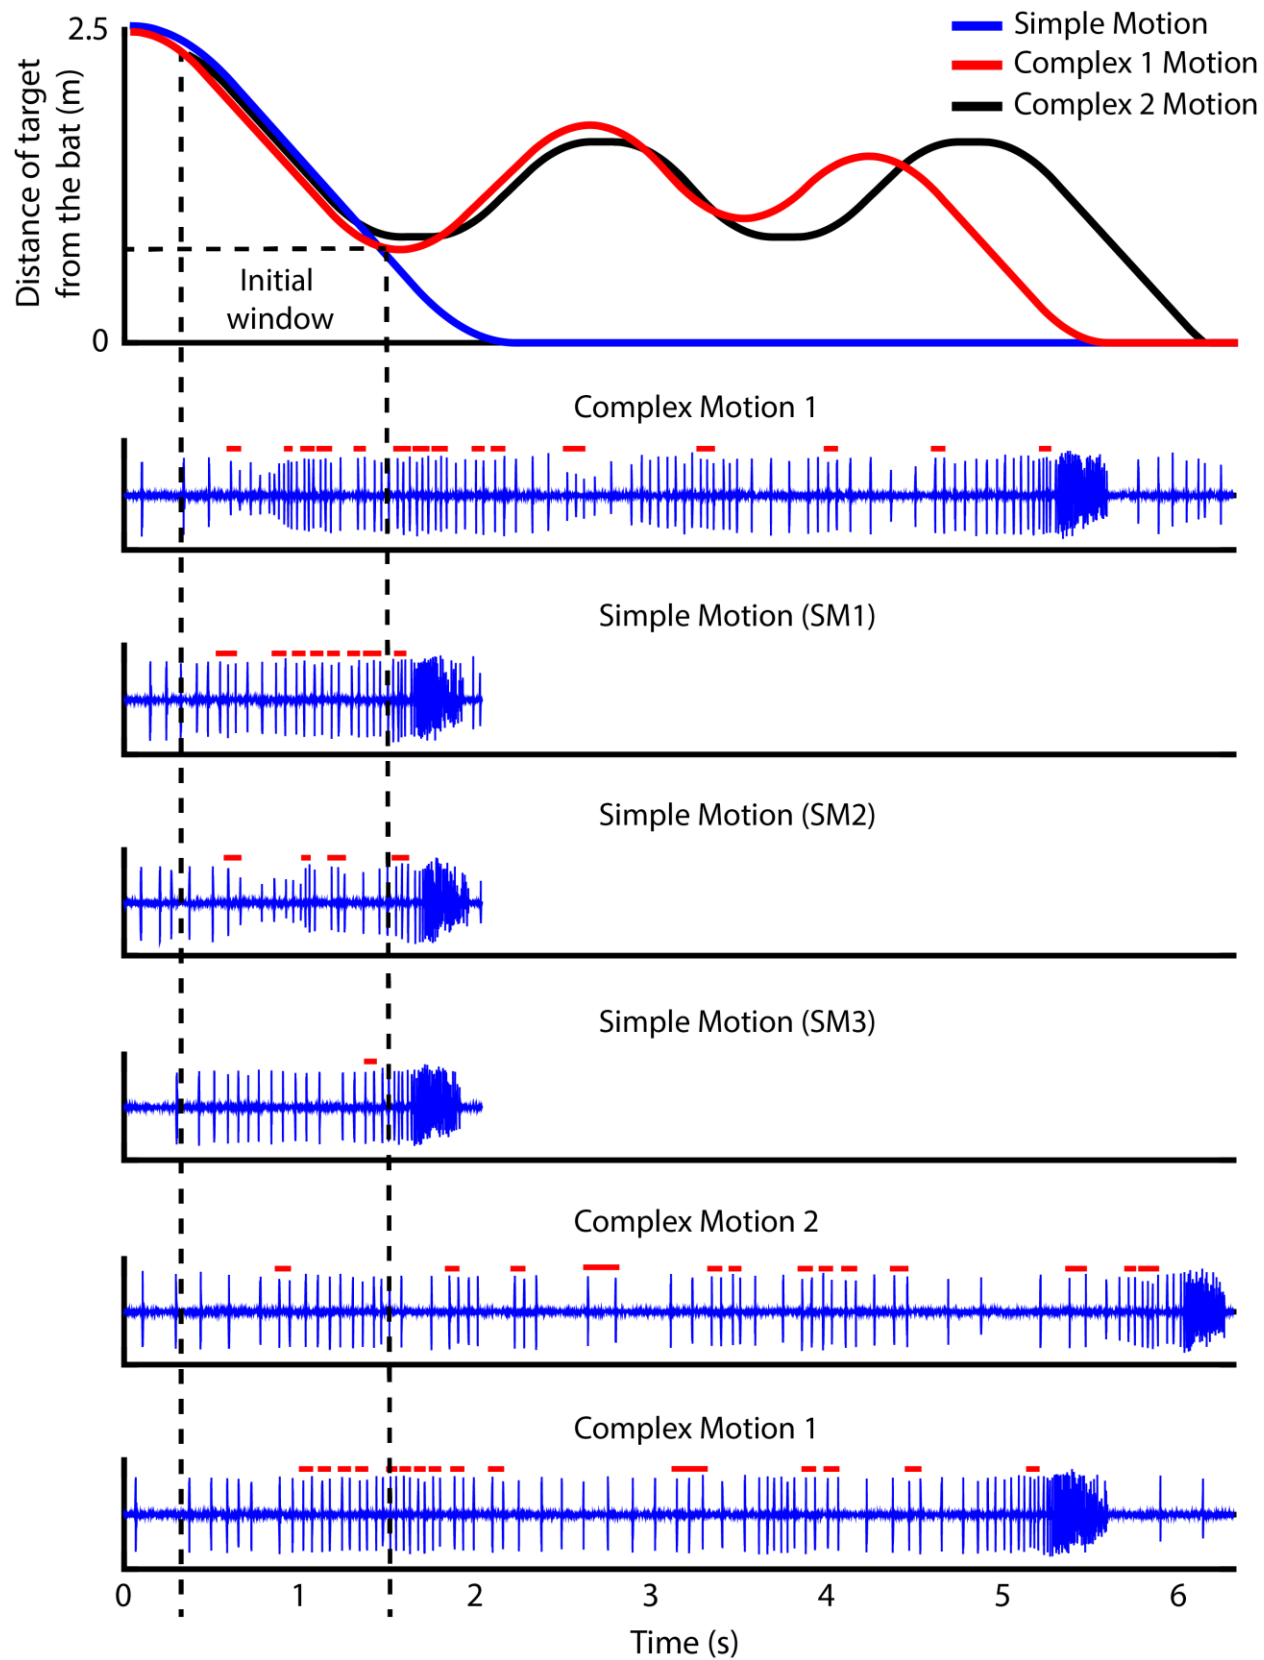 2.5
Distance of target
from the bat (m)
0
Simple Motion
Complex 1 Motion
Complex 2 Motion
Initial
window
Complex Motion 1
Simple Motion (SM1)
Simple Motion (SM2)
Simple Motion (SM3)
Complex Motion 2
Complex Motion 1
0 1 2 3 4 5 6
Time (s)